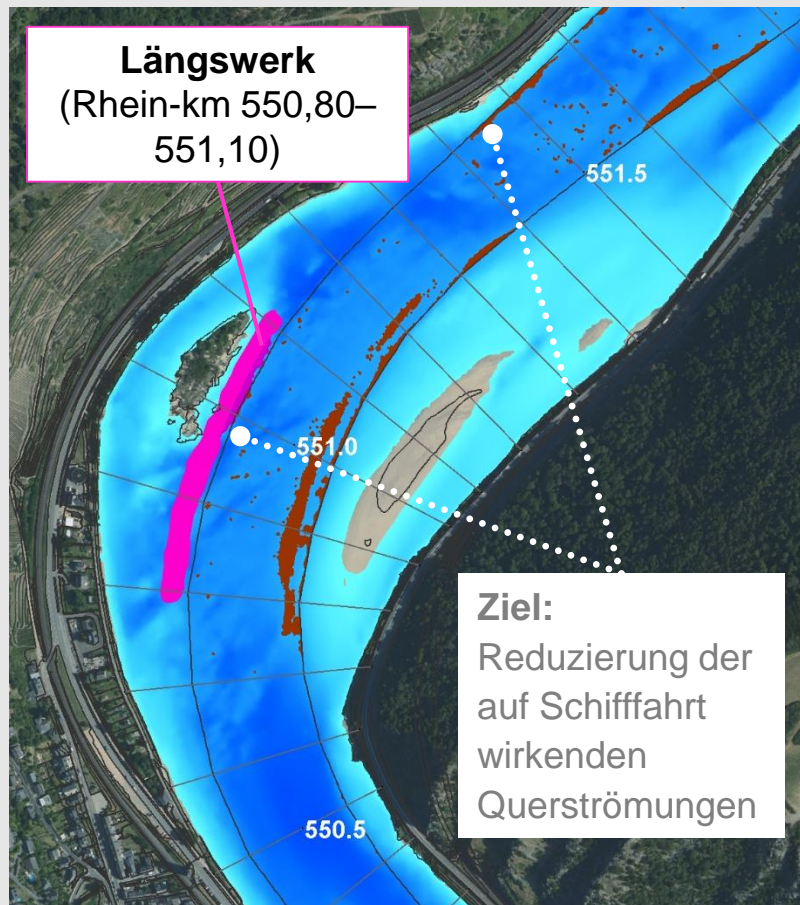 Längswerk
(Rhein-km 550,80–
551,10)
551.5
551.0
Ziel:
Reduzierung der
auf Schifffahrt
wirkenden
Querströmungen
550.5